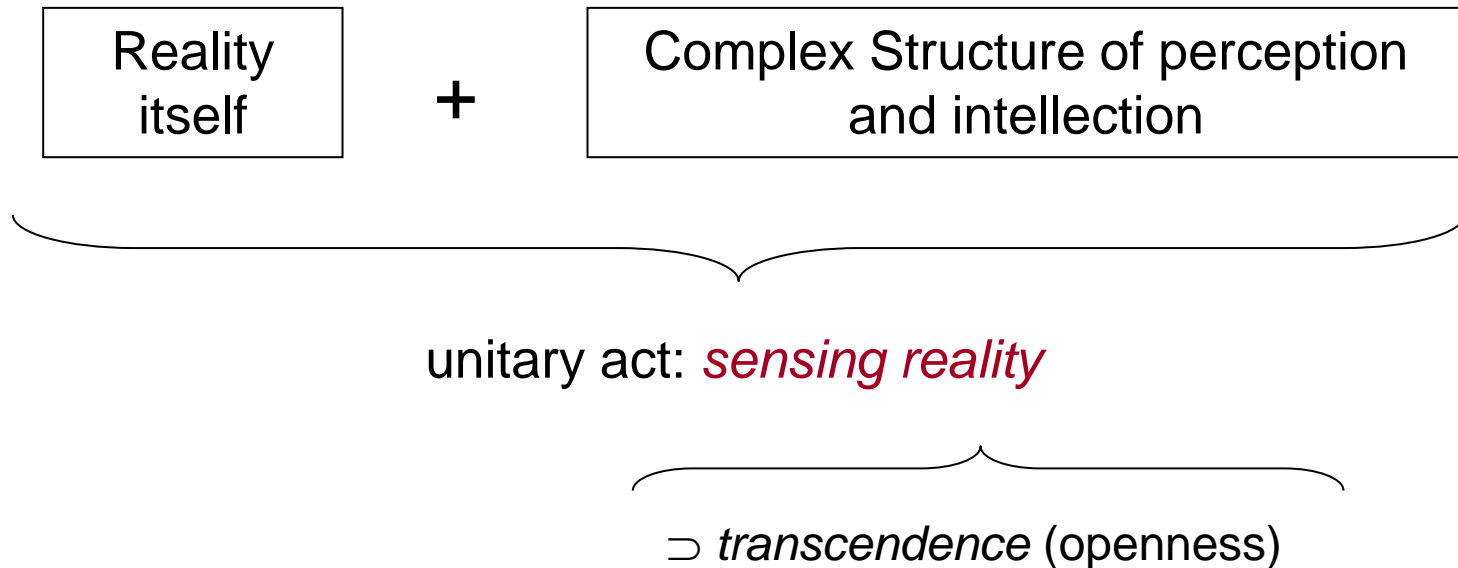 Reality
itself
+
Complex Structure of perception
and intellection
unitary act: sensing reality
⊃ transcendence (openness)